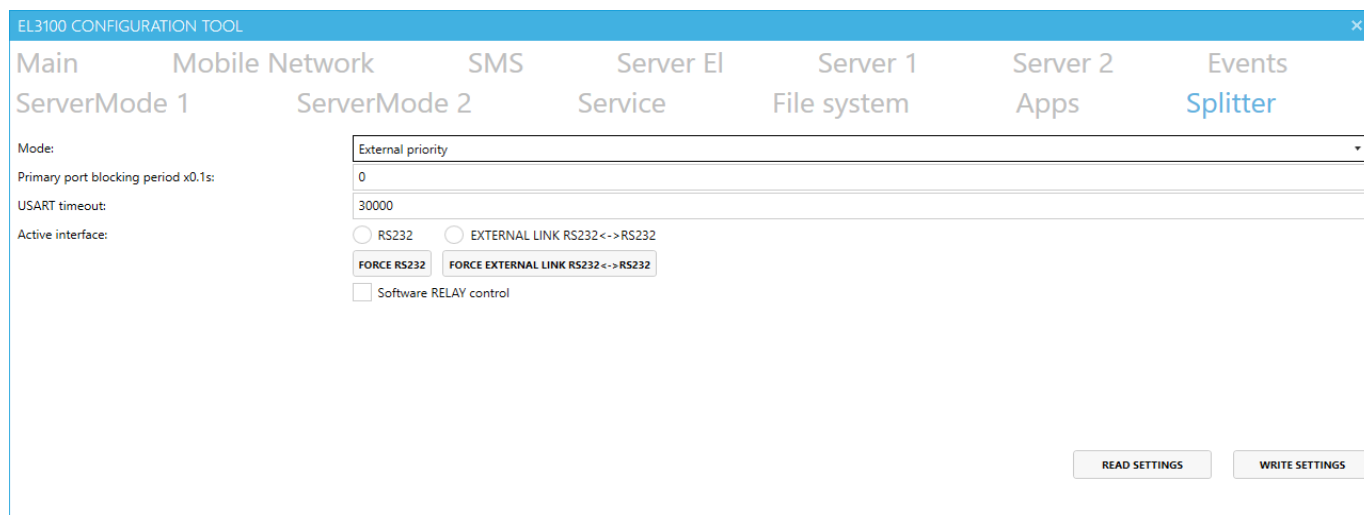 EL3100 CONFIGURATION TOOL
Main Mobile Network SMS Server El Server 1 Server 2 Events
ServerMode 1 ServerMode 2 Service File system Apps Splitter
Mode: External priority
Primary port blocking period x0.1s: 0
USART timeout: 30000
Active interface: RS232 EXTERNAL LINK RS232<->RS232
FORCE RS232 FORCE EXTERNAL LINK RS232<->RS232
Software RELAY control
READ SETTINGS WRITE SETTINGS